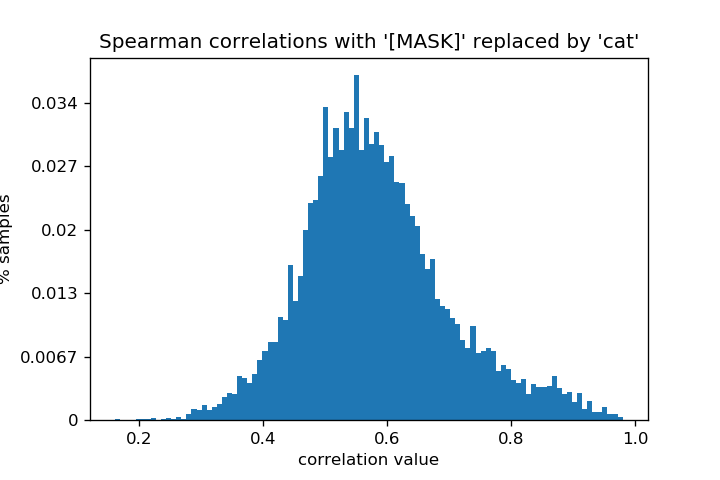 Spearman correlations with '[MASK]' replaced by 'cat'
0.034
0.027
0.02
0.013
0.0067
0
% samples
0.2 0.4 0.6 0.8 1.0
correlation value